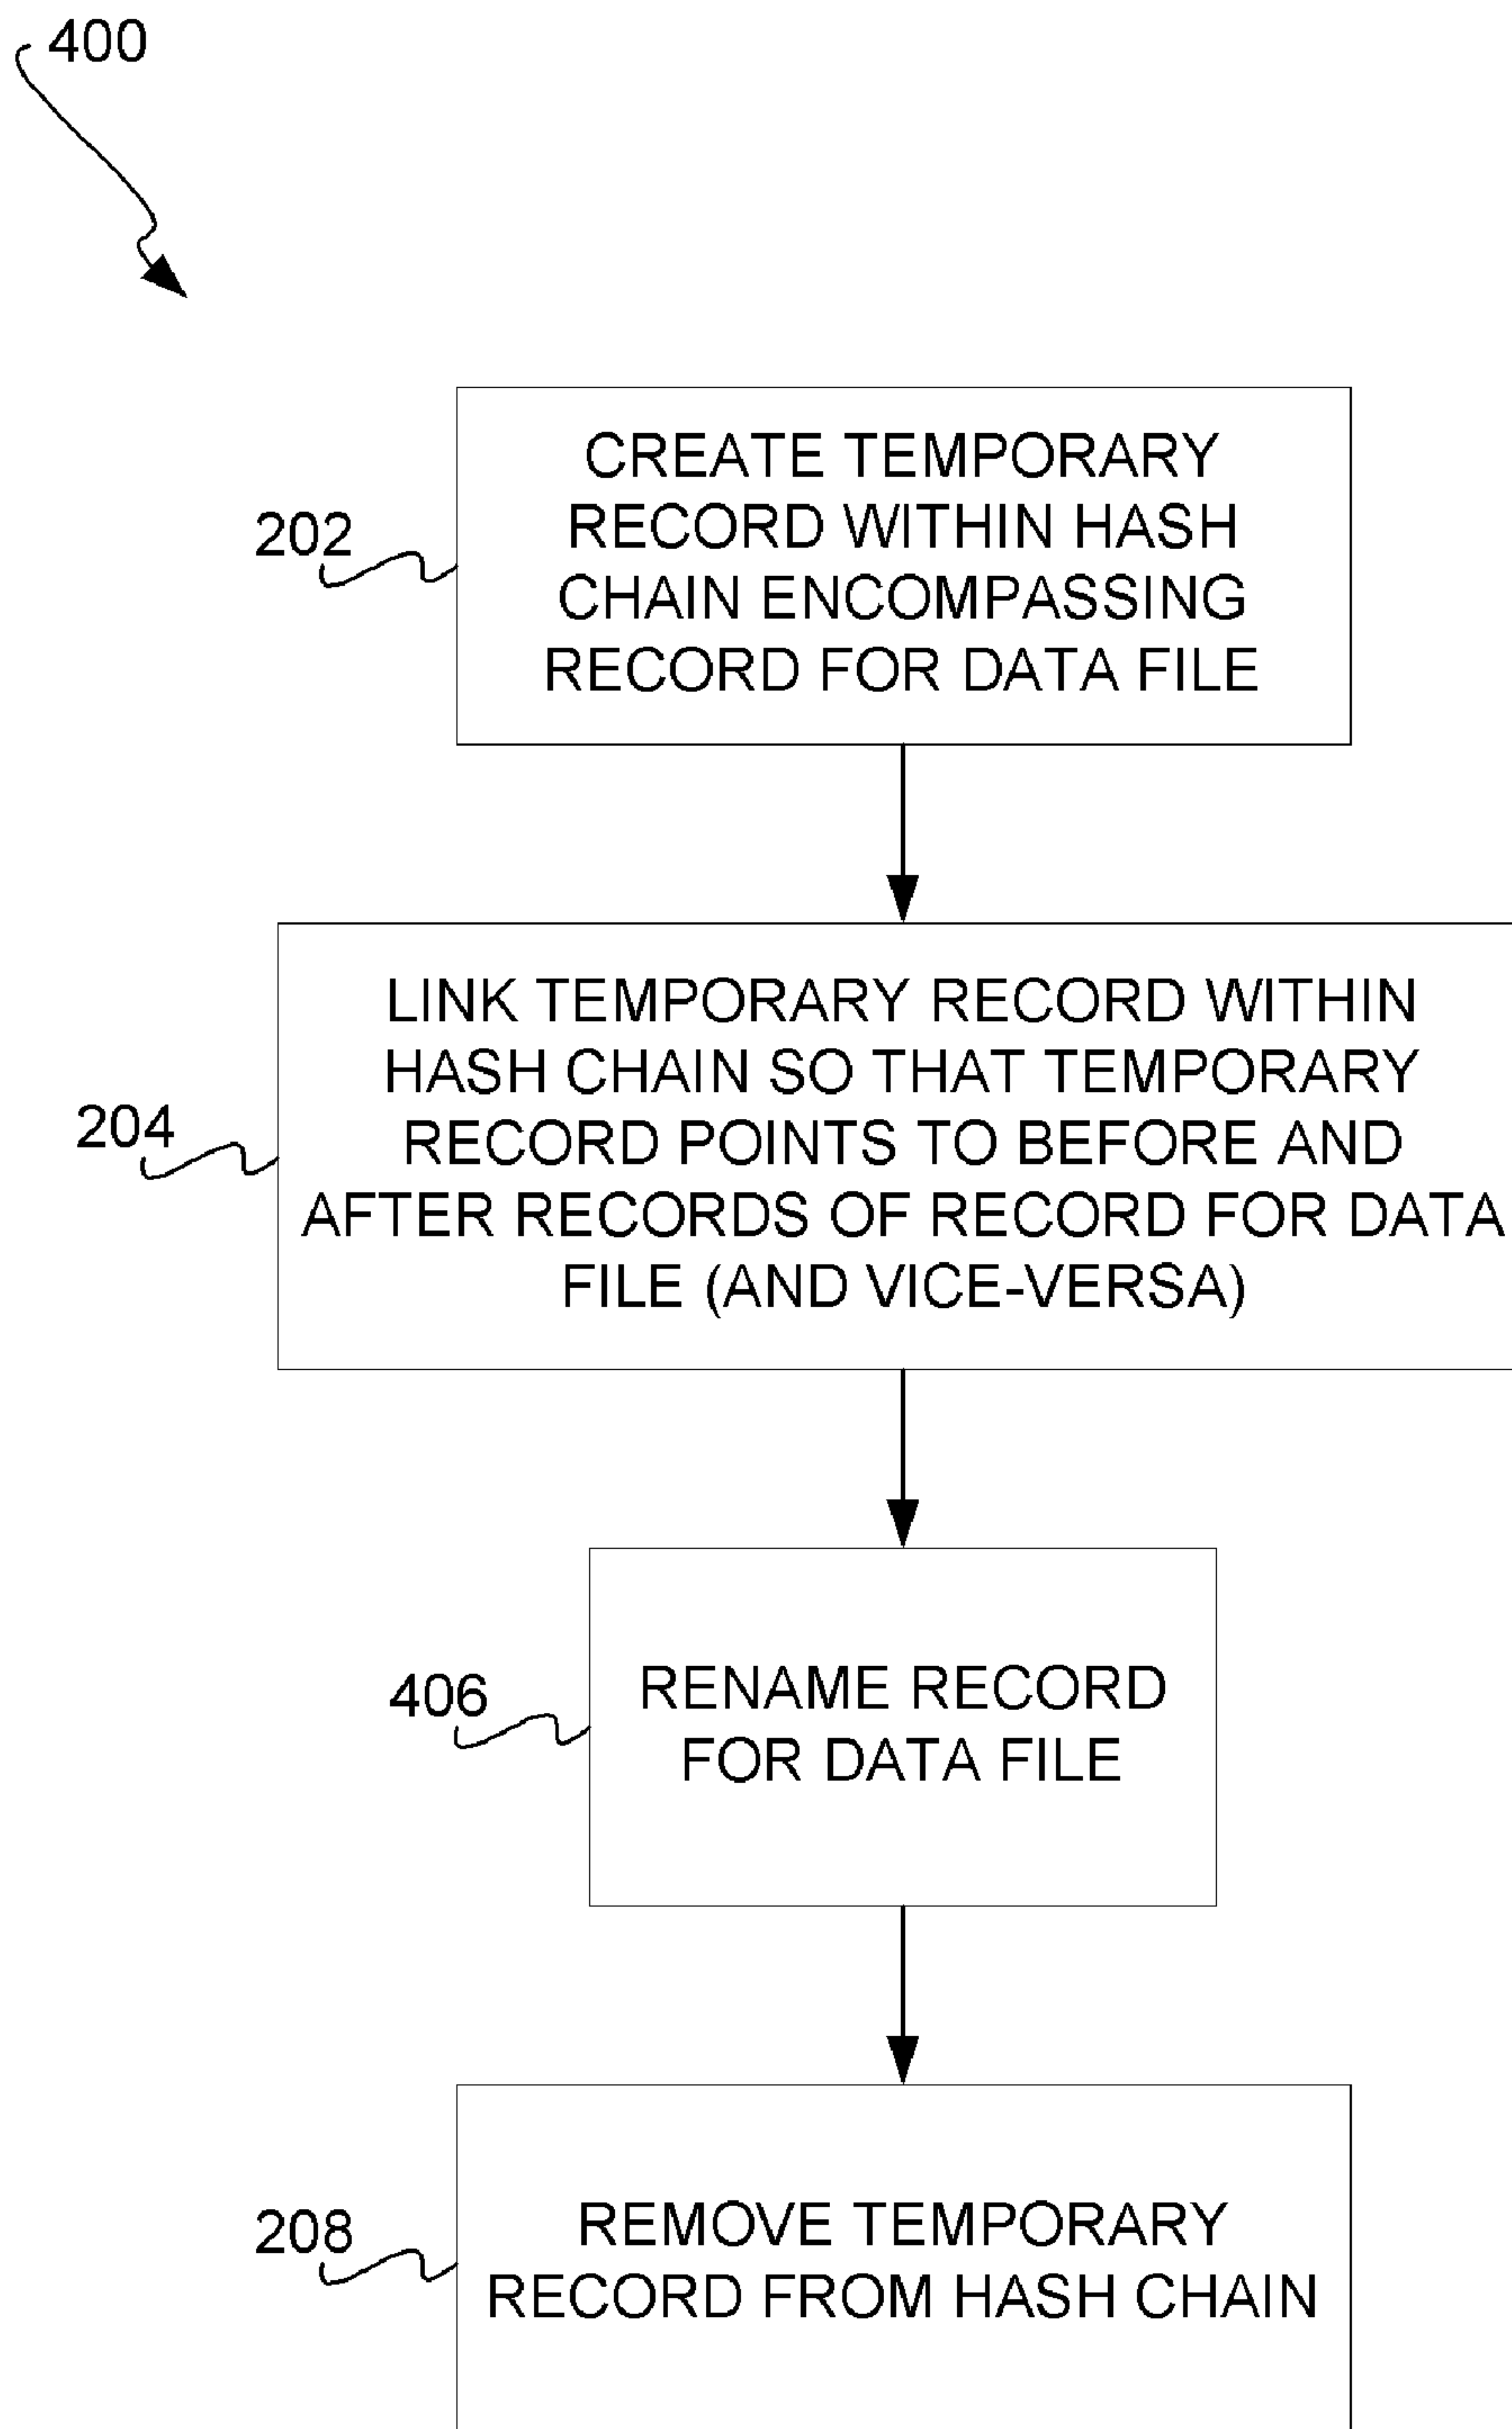 400
CREATE TEMPORARY
RECORD WITHIN HASH
CHAIN ENCOMPASSING
RECORD FOR DATA FILE
202
LINK TEMPORARY RECORD WITHIN
HASH CHAIN SO THAT TEMPORARY
RECORD POINTS TO BEFORE AND
AFTER RECORDS OF RECORD FOR DATA
FILE (AND VICE-VERSA)
204
RENAME RECORD
FOR DATA FILE
406
REMOVE TEMPORARY
RECORD FROM HASH CHAIN
208